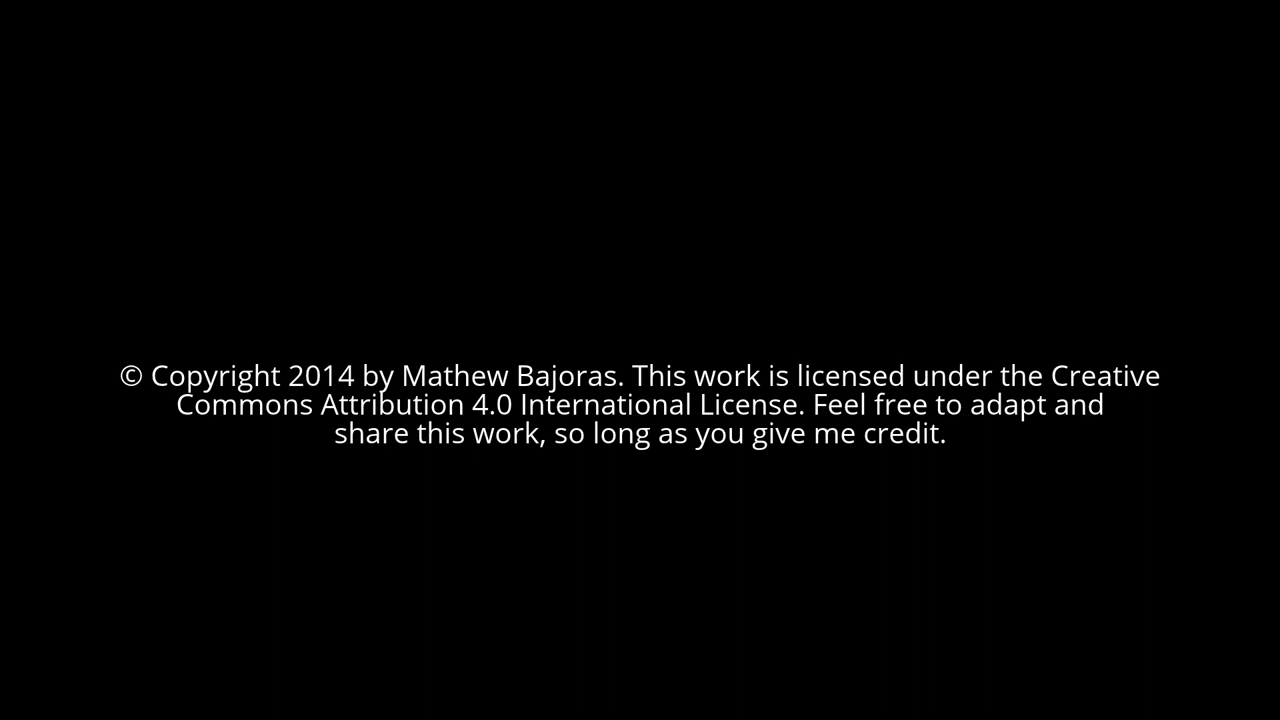 © Copyright 2014 by Mathew Bajoras. This work is licensed under the Creative
Commons Attribution 4.0 International License. Feel free to adapt and
share this work, so long as you give me credit.